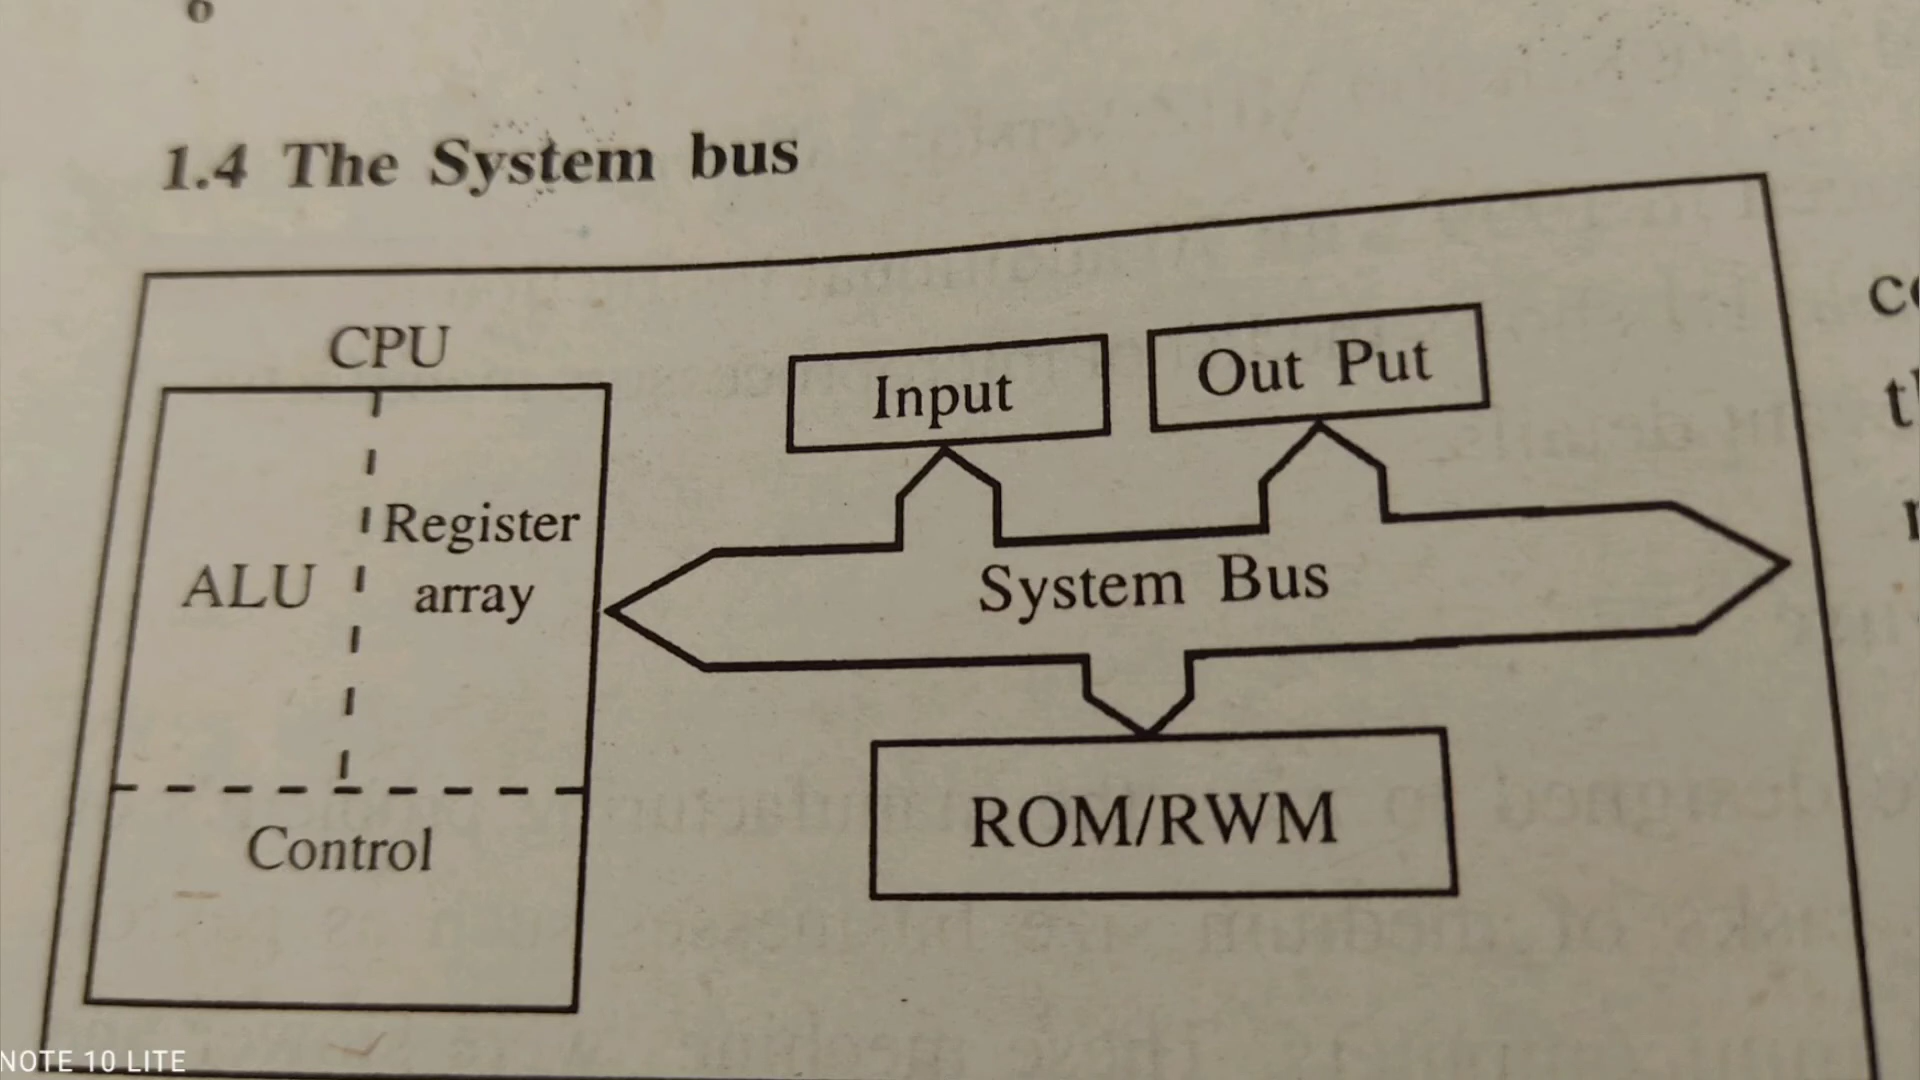 1.4 The System bus
CPU
Input
Out Put
Register
array
ALU
System Bus
Control
ROM/RWM
NOTE 10 LITE